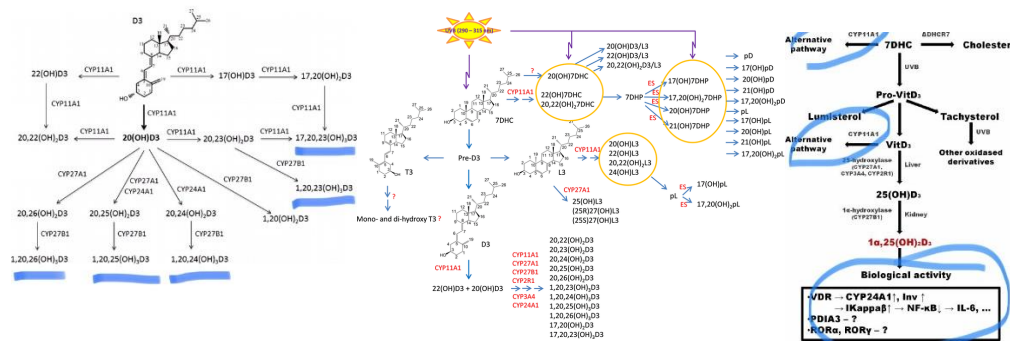 D3
22(OH)D3
CYP11A1
CYP11A1
17(OH)D3
CYP11A1
17,20(OH)₂D3
CYP11A1
CYP11A1
CYP11A1
20,22(OH)₂D3
CYP11A1
20(OH)D3
CYP11A1
20,23(OH)₂D3
CYP11A1
17,20,23(OH)₃D3
CYP27B1
CYP27A1
CYP27A1
CYP24A1
CYP24A1
CYP27B1
1,20,23(OH)₃D3
20,26(OH)₂D3
20,25(OH)₂D3
20,24(OH)₂D3
1,20(OH)₂D3
CYP27B1
CYP27B1
CYP27B1
1,20,26(OH)₃D3
1,20,25(OH)₃D3
1,20,24(OH)₃D3
UVB (290 – 315 nm)
?
CYP11A1
7DHC
20(OH)7DHC
22(OH)7DHC
20,22(OH)₂7DHC
20(OH)D3/L3
22(OH)D3/L3
20,22(OH)₂D3/L3
7DHP
ES
ES
ES
ES
17(OH)7DHP
17,20(OH)₂7DHP
20(OH)7DHP
21(OH)7DHP
pD
17(OH)pD
20(OH)pD
21(OH)pD
17,20(OH)₂pD
pL
17(OH)pL
20(OH)pL
21(OH)pL
17,20(OH)₂pL
T3
?
Mono- and di-hydroxy T3 ?
Pre-D3
L3
CYP11A1
20(OH)L3
22(OH)L3
20,22(OH)₂L3
24(OH)L3
pL
ES
ES
17(OH)pL
17,20(OH)₂pL
CYP27A1
25(OH)L3
(25R)27(OH)L3
(25S)27(OH)L3
D3
CYP11A1
22(OH)D3 + 20(OH)D3
CYP11A1
CYP27A1
CYP27B1
CYP2R1
CYP3A4
CYP24A1
20,22(OH)₂D3
20,23(OH)₂D3
20,24(OH)₂D3
20,25(OH)₂D3
20,26(OH)₂D3
1,20,23(OH)₃D3
1,20,24(OH)₃D3
1,20,25(OH)₃D3
1,20,26(OH)₃D3
17,20(OH)₂D3
17,20,23(OH)₃D3
Alternative
pathway
CYP11A1
7DHC
ΔDHCR7
Cholester
UVB
Pro-VitD₃
Lumisterol
Tachysterol
Alternative
pathway
CYP11A1
VitD₃
UVB
Other oxidased
derivatives
25-hydroxylase
(CYP27A1,
CYP3A4, CYP2R1)
Liver
25(OH)D₃
1α-hydroxylase
(CYP27B1)
Kidney
1α,25(OH)₂D₃
Biological activity
·VDR → CYP24A1↑, Inv ↑
→ IKappaβ↑ → NF-κB↓ → IL-6, ...
·PDIA3 – ?
·RORα, RORγ – ?